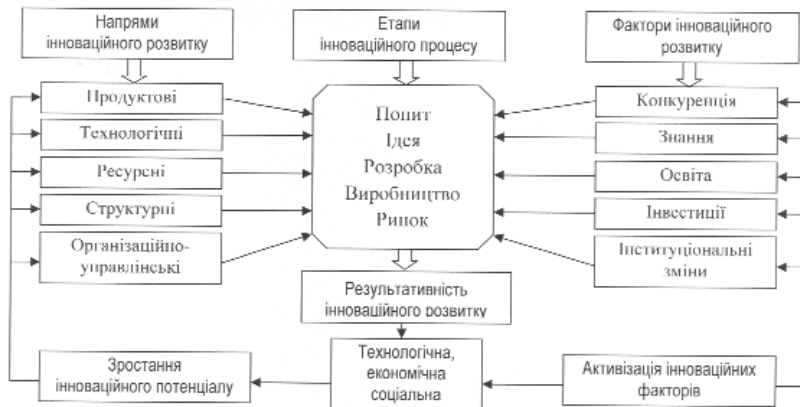 Напрями
інноваційного розвитку
Етапи
інноваційного процесу
Фактори інноваційного
розвитку
Продуктові
Технологічні
Ресурсні
Структурні
Організаційно-
управлінські
Попит
Ідея
Розробка
Виробництво
Ринок
Конкуренція
Знання
Освіта
Інвестиції
Інституціональні
зміни
Результативність
інноваційного розвитку
Зростання
інноваційного потенціалу
Технологічна,
економічна
соціальна
Активізація інноваційних
факторів